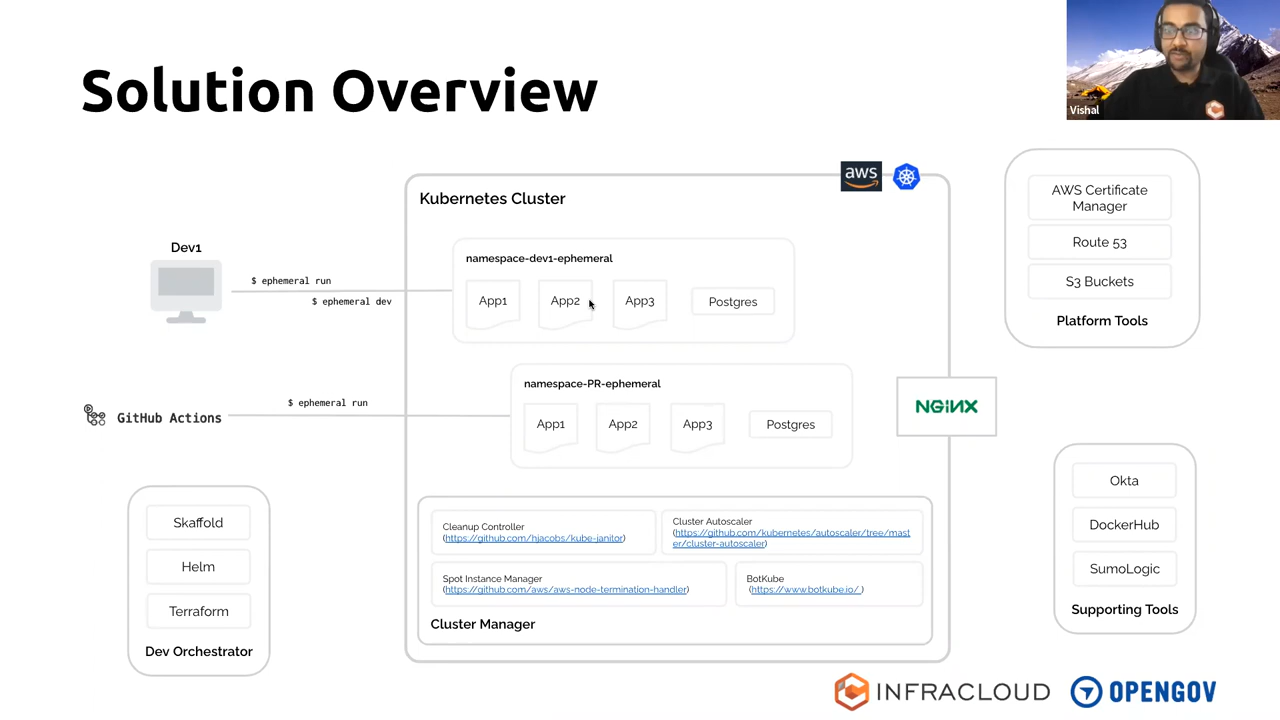 Solution Overview
Vishal
aws
Kubernetes Cluster
Dev1
$ ephemeral run
$ ephemeral dev
namespace-dev1-ephemeral
App1
App2
App3
Postgres
AWS Certificate
Manager
Route 53
S3 Buckets
Platform Tools
GitHub Actions
$ ephemeral run
namespace-PR-ephemeral
App1
App2
App3
Postgres
NGINX
Skaffold
Helm
Terraform
Dev Orchestrator
Cleanup Controller
(https://github.com/hjacobs/kube-janitor)
Cluster Autoscaler
(https://github.com/kubernetes/autoscaler/tree/mast
er/cluster-autoscaler)
Spot Instance Manager
(https://github.com/aws/aws-node-termination-handler)
BotKube
(https://www.botkube.io/ )
Cluster Manager
Okta
DockerHub
SumoLogic
Supporting Tools
INFRACLOUD
OPENGOV